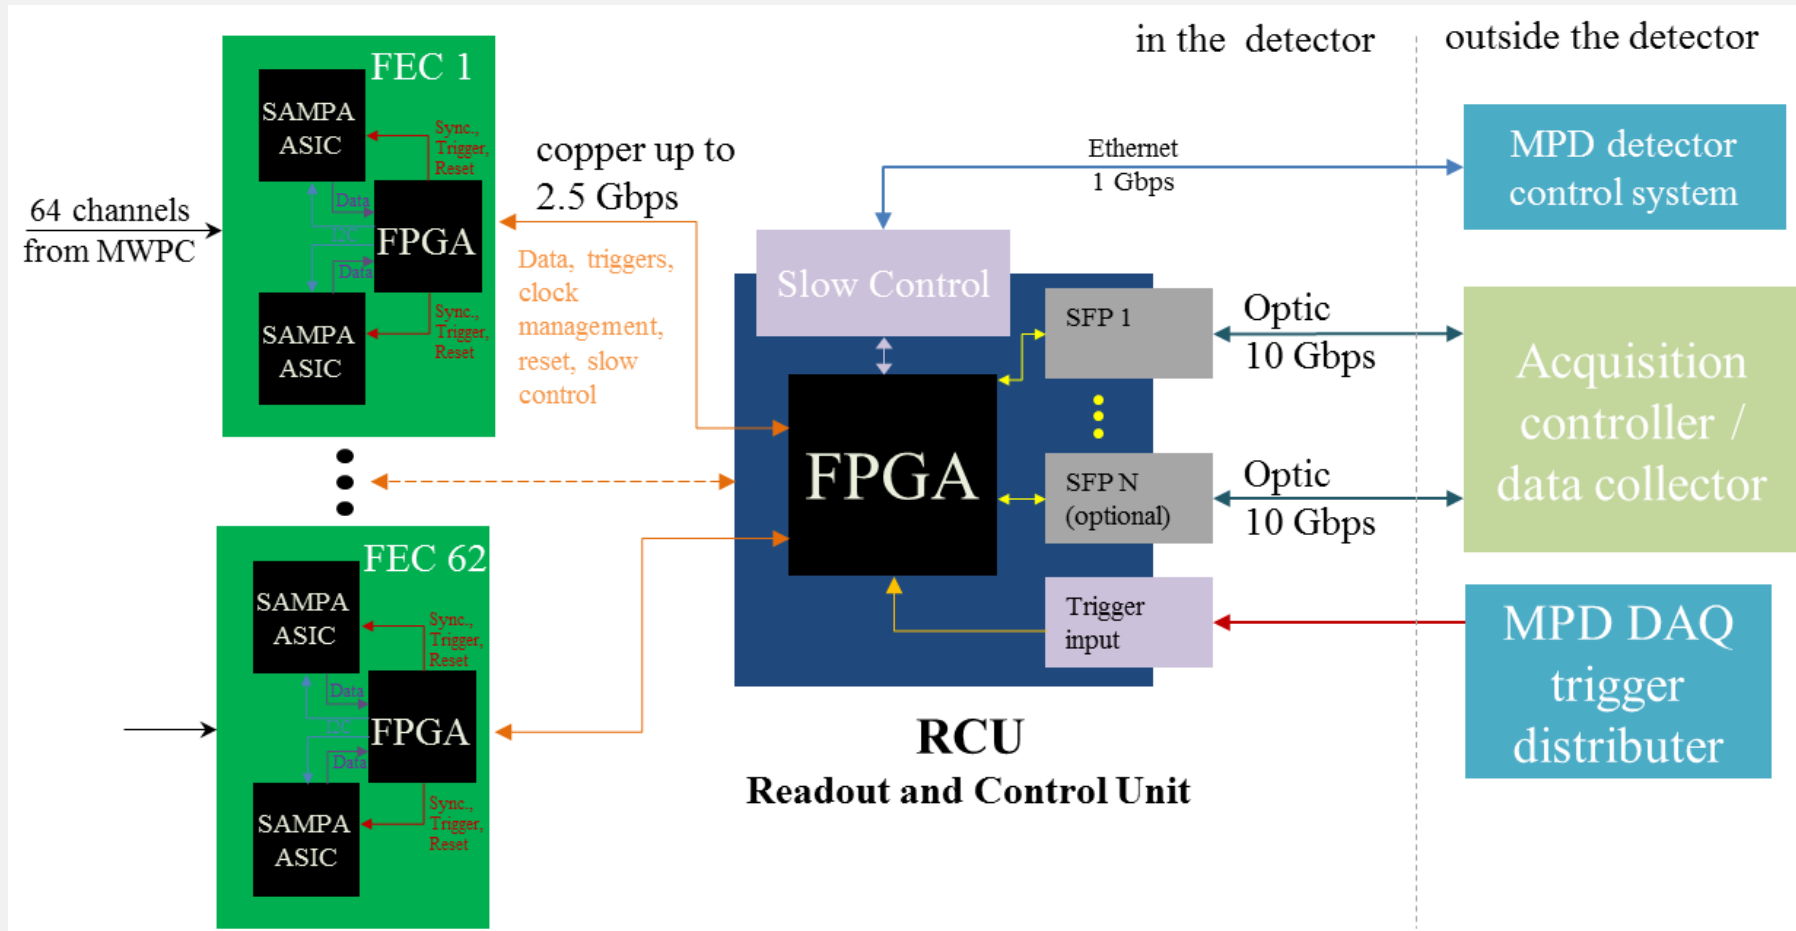 in the detector
outside the detector
FEC 1
SAMPA
ASIC
Sync.,
Trigger,
Reset
Data
I2C
FPGA
Data
Sync.,
Trigger,
Reset
SAMPA
ASIC
64 channels
from MWPC
copper up to
2.5 Gbps
Data, triggers,
clock
management,
reset, slow
control
Ethernet
1 Gbps
MPD detector
control system
Slow Control
SFP 1
Optic
10 Gbps
FPGA
SFP N
(optional)
Optic
10 Gbps
Acquisition
controller /
data collector
Trigger
input
MPD DAQ
trigger
distributer
RCU
Readout and Control Unit
FEC 62
SAMPA
ASIC
Sync.,
Trigger,
Reset
Data
I2C
FPGA
Data
Sync.,
Trigger,
Reset
SAMPA
ASIC